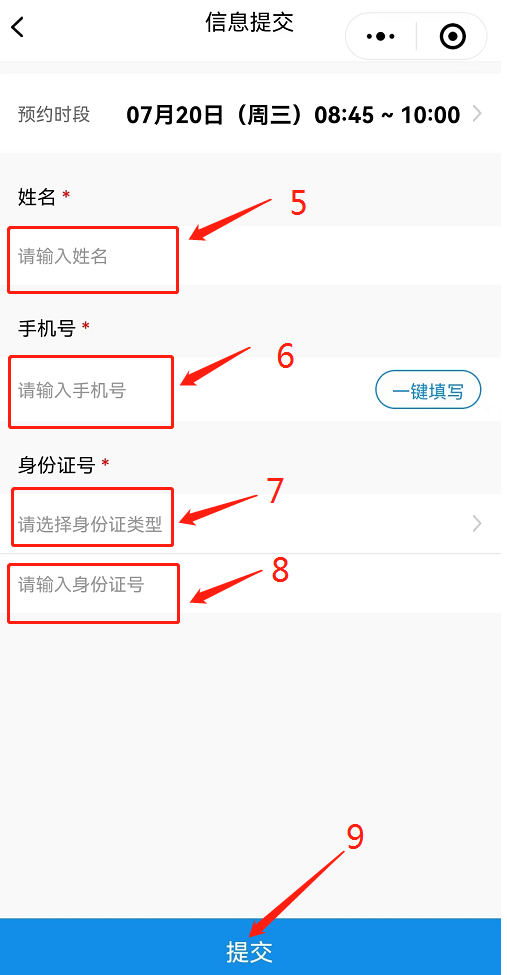 信息提交
预约时段 07月20日（周三）08:45 ~ 10:00
姓名 *
5
请输入姓名
手机号 *
6
请输入手机号 一键填写
身份证号 *
7
请选择身份证类型
8
请输入身份证号
9
提交